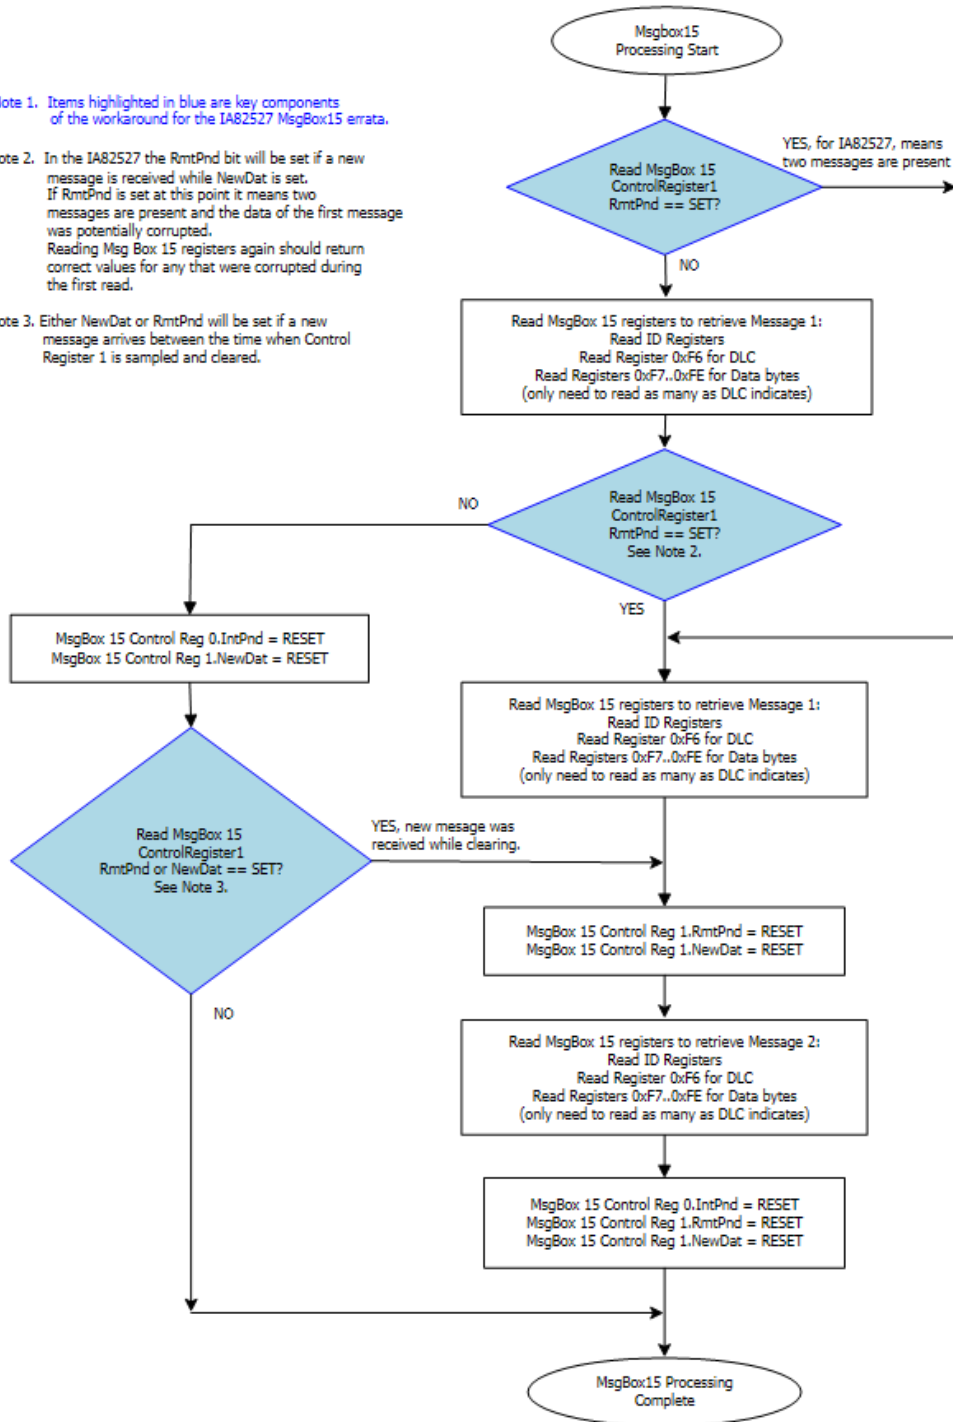 Msgbox15
Processing Start
Note 1. Items highlighted in blue are key components
of the workaround for the IA82527 MsgBox15 errata.
Note 2. In the IA82527 the RmtPnd bit will be set if a new
message is received while NewDat is set.
If RmtPnd is set at this point it means two
messages are present and the data of the first message
was potentially corrupted.
Reading Msg Box 15 registers again should return
correct values for any that were corrupted during
the first read.
Note 3. Either NewDat or RmtPnd will be set if a new
message arrives between the time when Control
Register 1 is sampled and cleared.
Read MsgBox 15
ControlRegister1
RmtPnd == SET?
YES, for IA82527, means
two messages are present
NO
Read MsgBox 15 registers to retrieve Message 1:
Read ID Registers
Read Register 0xF6 for DLC
Read Registers 0xF7..0xFE for Data bytes
(only need to read as many as DLC indicates)
Read MsgBox 15
ControlRegister1
RmtPnd == SET?
See Note 2.
NO
YES
MsgBox 15 Control Reg 0.IntPnd = RESET
MsgBox 15 Control Reg 1.NewDat = RESET
Read MsgBox 15 registers to retrieve Message 1:
Read ID Registers
Read Register 0xF6 for DLC
Read Registers 0xF7..0xFE for Data bytes
(only need to read as many as DLC indicates)
Read MsgBox 15
ControlRegister1
RmtPnd or NewDat == SET?
See Note 3.
YES, new mesage was
received while clearing.
NO
MsgBox 15 Control Reg 1.RmtPnd = RESET
MsgBox 15 Control Reg 1.NewDat = RESET
Read MsgBox 15 registers to retrieve Message 2:
Read ID Registers
Read Register 0xF6 for DLC
Read Registers 0xF7..0xFE for Data bytes
(only need to read as many as DLC indicates)
MsgBox 15 Control Reg 0.IntPnd = RESET
MsgBox 15 Control Reg 1.RmtPnd = RESET
MsgBox 15 Control Reg 1.NewDat = RESET
MsgBox15 Processing
Complete